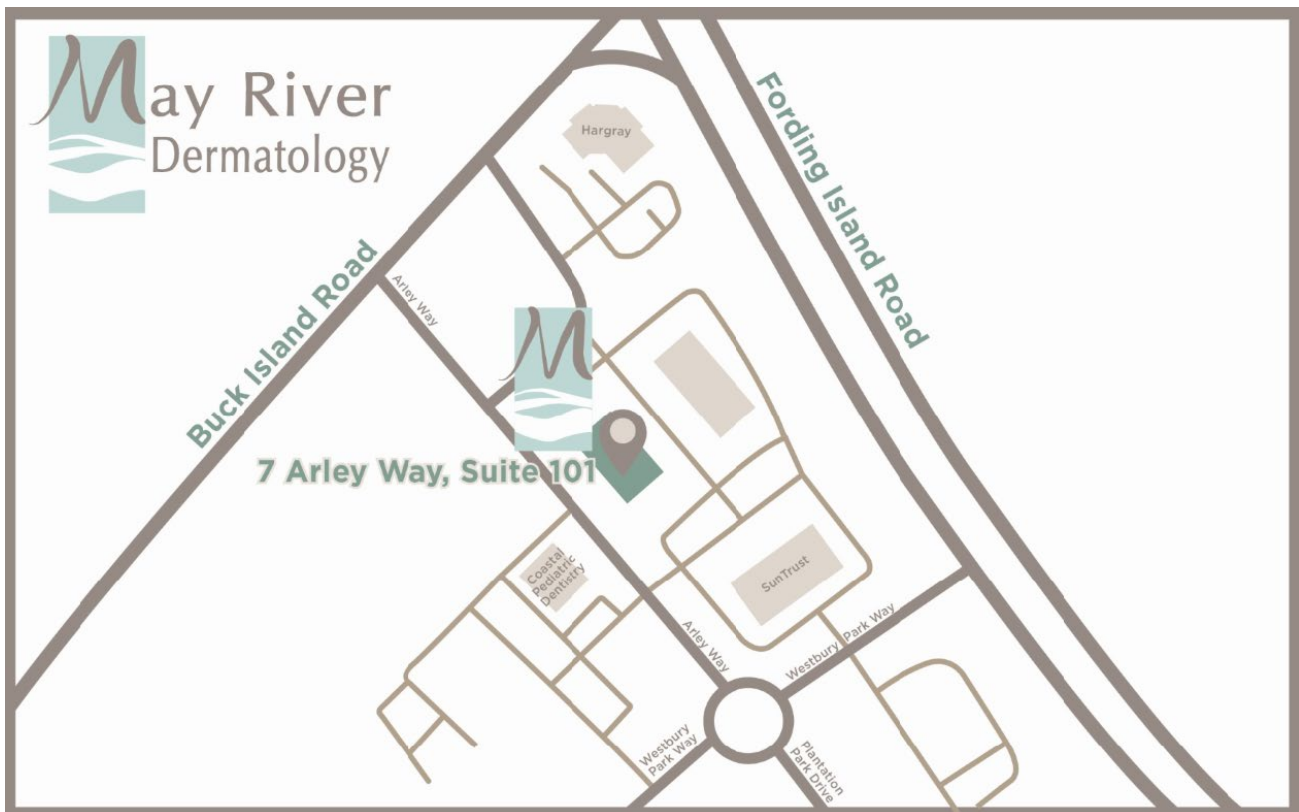 May River
Dermatology
Hargray
Fording Island Road
Buck Island Road
Arley Way
M
7 Arley Way, Suite 101
Coastal
Pediatric
Dentistry
SunTrust
Arley Way
Westbury Park Way
Westbury
Park Way
Plantation
Park Drive